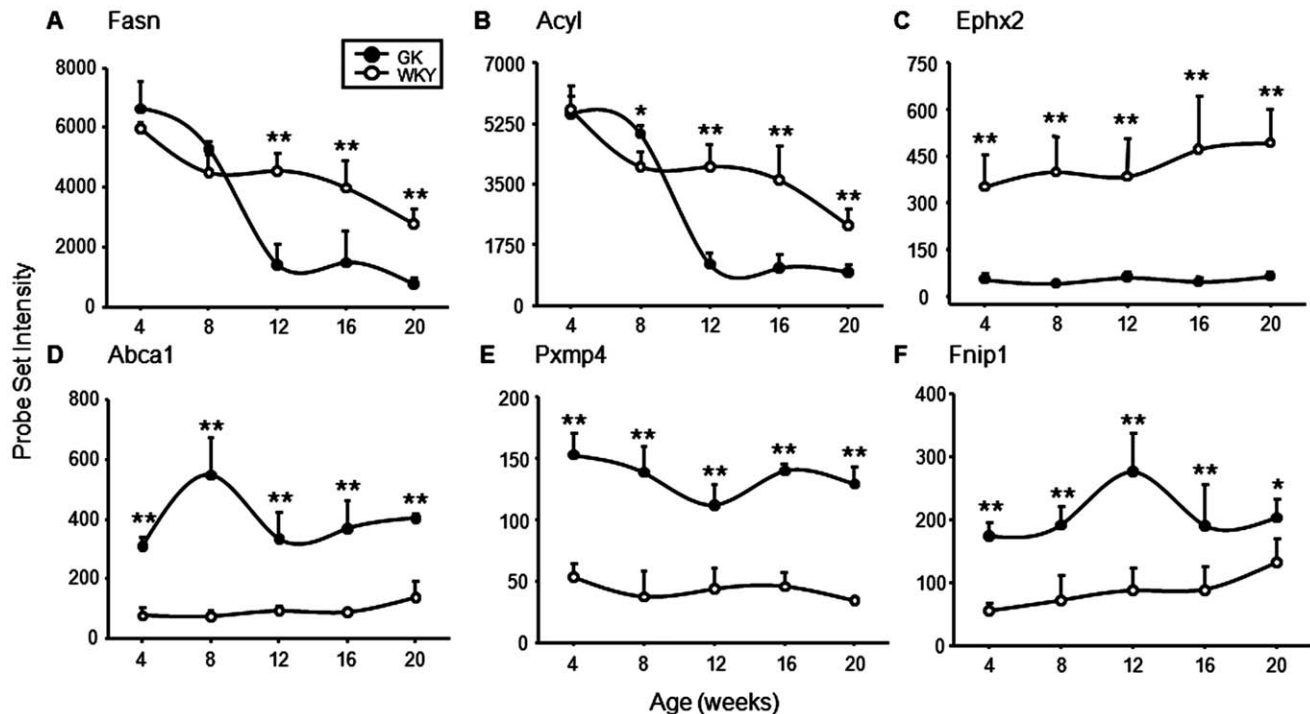 A Fasn
B Acyl
C Ephx2
GK
WKY
8000
6000
4000
2000
0
** ** **
4 8 12 16 20
7000
5250
3500
1750
0
* ** ** **
4 8 12 16 20
750
600
450
300
150
0
** ** ** ** **
4 8 12 16 20
Probe Set Intensity
D Abca1
E Pxmp4
F Fnip1
800
600
400
200
0
** ** ** ** **
4 8 12 16 20
200
150
100
50
0
** ** ** ** **
4 8 12 16 20
400
300
200
100
0
** ** ** ** *
4 8 12 16 20
Age (weeks)